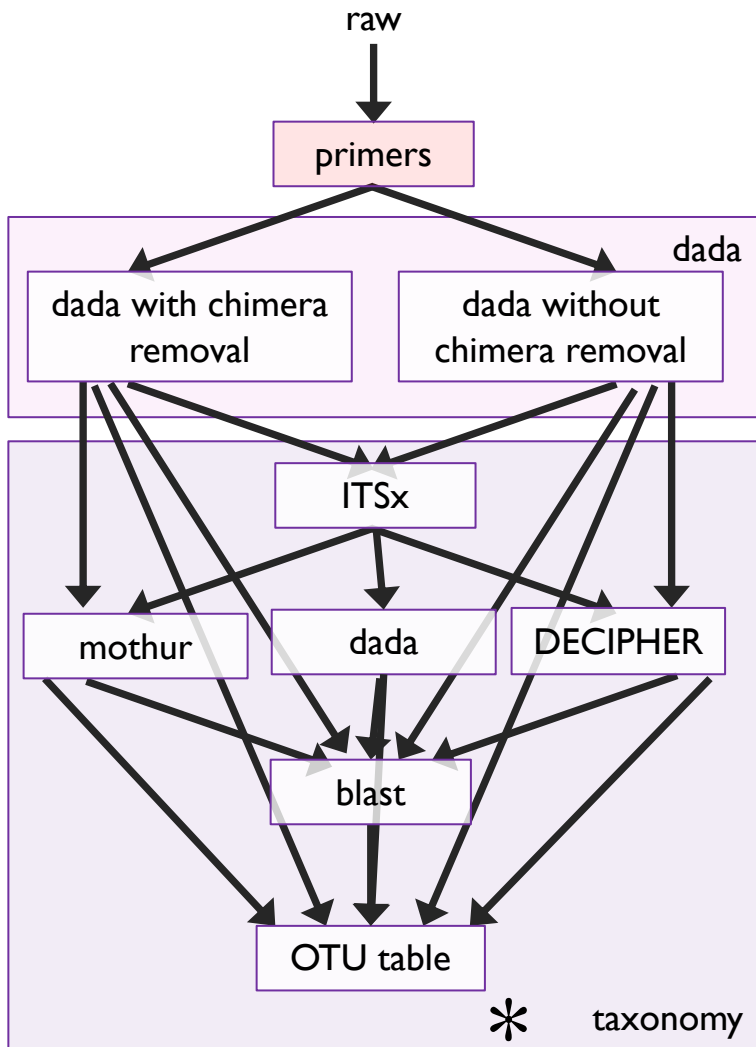 raw
primers
dada
dada with chimera
removal
dada without
chimera removal
ITSx
mothur
dada
DECIPHER
blast
OTU table
* taxonomy